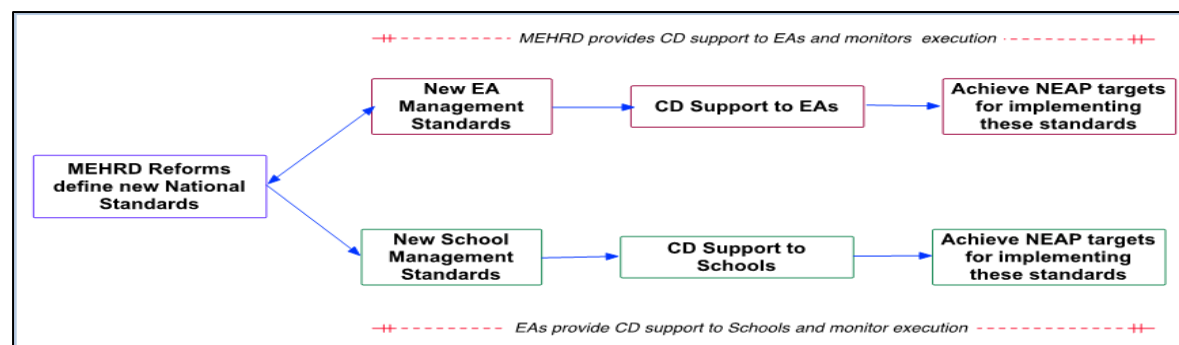 MEHRD provides CD support to EAs and monitors execution
New EA
Management
Standards
CD Support to EAs
Achieve NEAP targets
for implementing
these standards
MEHRD Reforms
define new National
Standards
New School
Management
Standards
CD Support to
Schools
Achieve NEAP targets
for implementing
these standards
EAs provide CD support to Schools and monitor execution